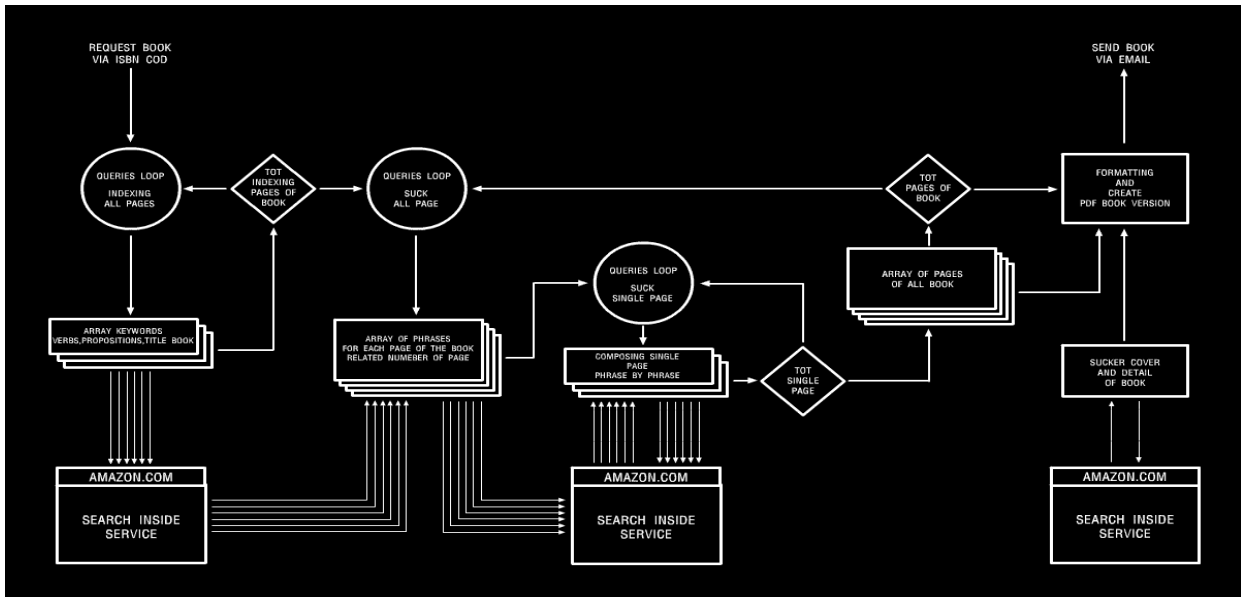 REQUEST BOOK
VIA ISBN COD
SEND BOOK
VIA EMAIL
QUERIES LOOP
INDEXING
ALL PAGES
TOT
INDEXING
PAGES OF
BOOK
QUERIES LOOP
SUCK
ALL PAGE
TOT
PAGES OF
BOOK
FORMATTING
AND
CREATE
PDF BOOK VERSION
QUERIES LOOP
SUCK
SINGLE PAGE
ARRAY OF PAGES
OF ALL BOOK
ARRAY KEYWORDS
VERBS,PROPOSITIONS,TITLE BOOK
ARRAY OF PHRASES
FOR EACH PAGE OF THE BOOK
RELATED NUMEBER OF PAGE
COMPOSING SINGLE
PAGE
PHRASE BY PHRASE
TOT
SINGLE
PAGE
SUCKER COVER
AND DETAIL
OF BOOK
AMAZON.COM
SEARCH INSIDE
SERVICE
AMAZON.COM
SEARCH INSIDE
SERVICE
AMAZON.COM
SEARCH INSIDE
SERVICE